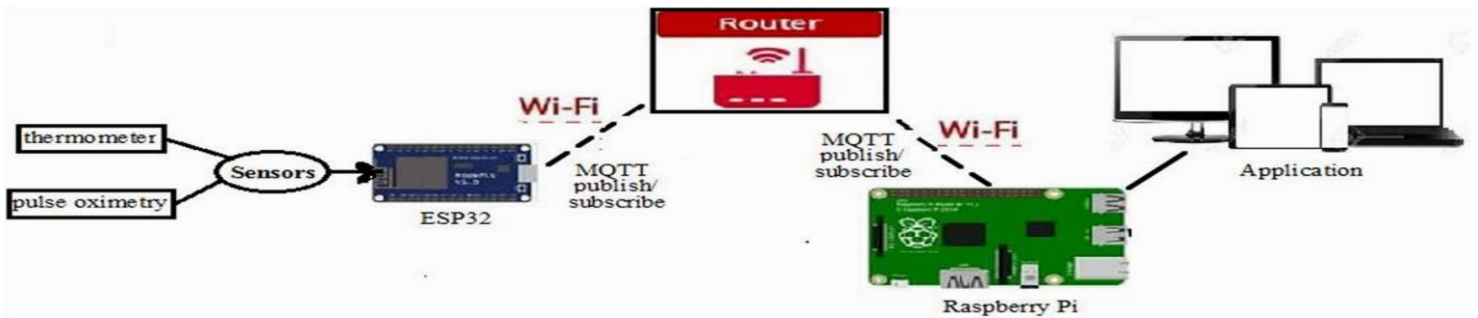 Router
Wi-Fi
Wi-Fi
thermometer
Sensors
pulse oximetry
MQTT
publish/
subscribe
MQTT
publish/
subscribe
ESP32
Application
Raspberry Pi